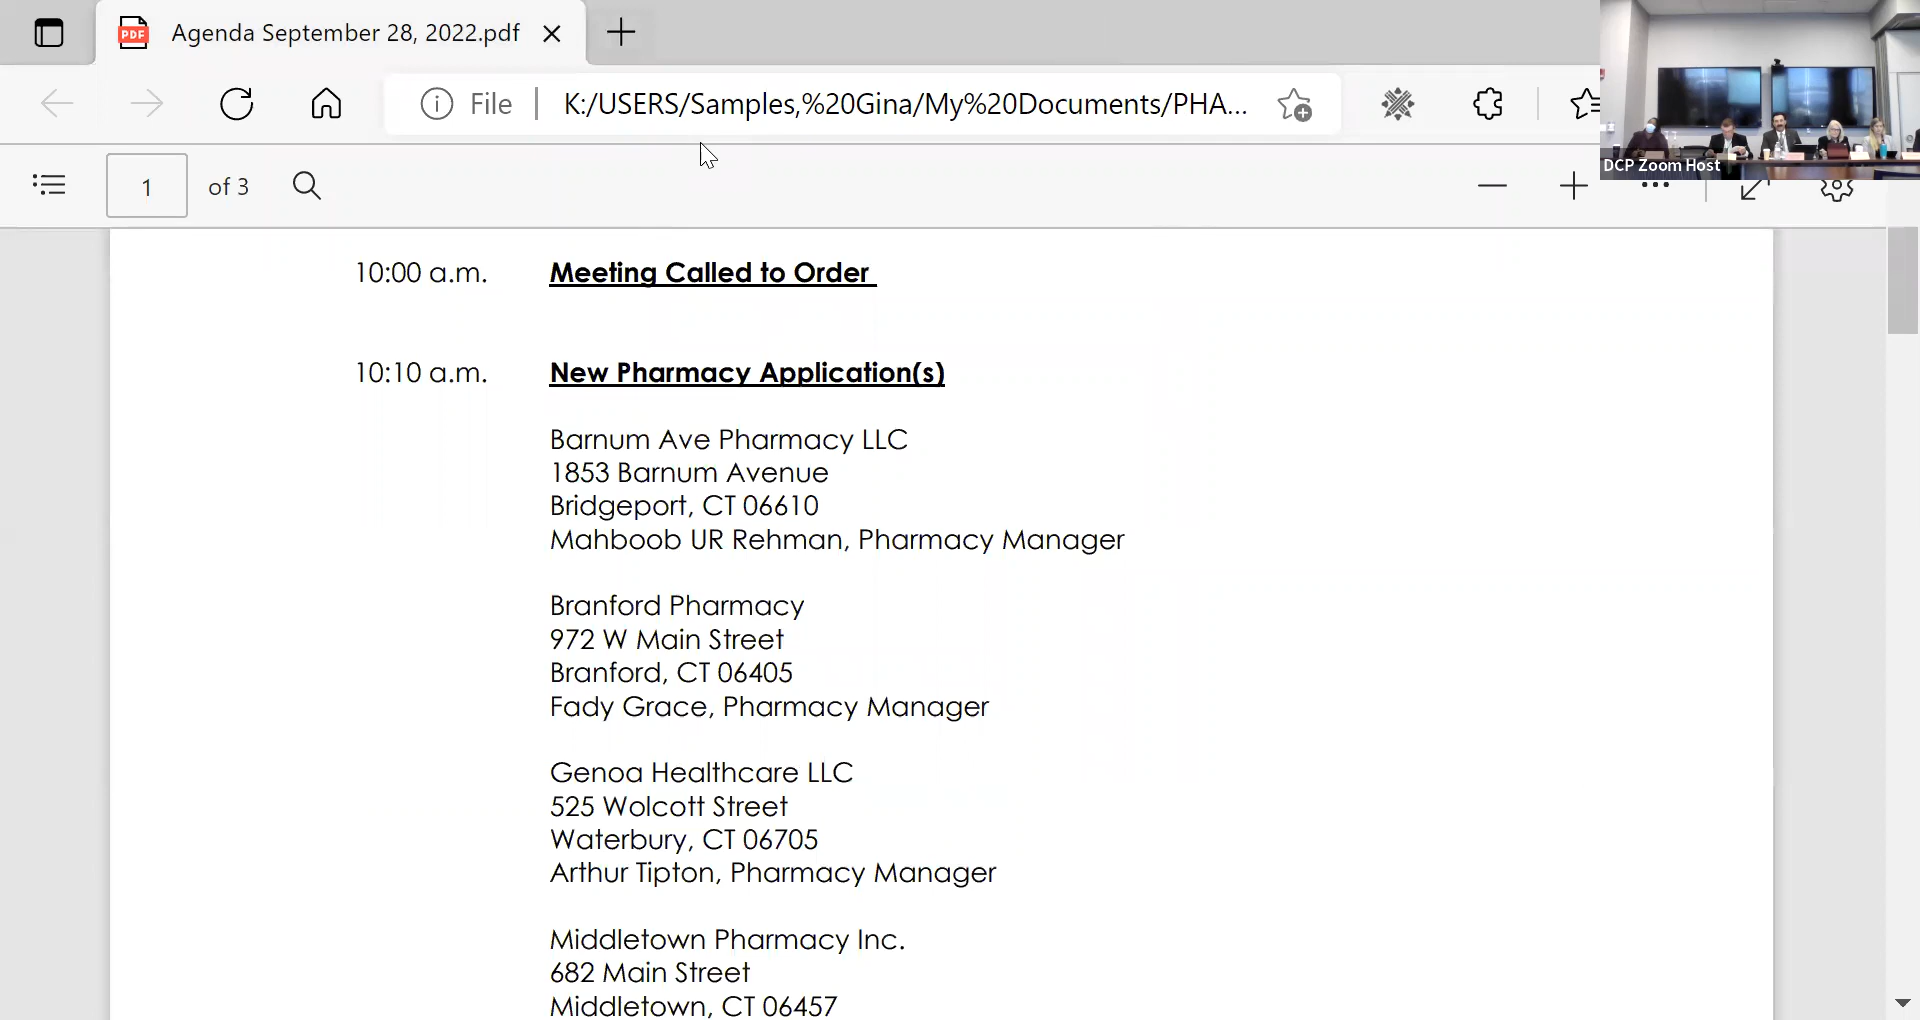 PDF
Agenda September 28, 2022.pdf
File
K:/USERS/Samples,%20Gina/My%20Documents/PHA...
DCP Zoom Host
1
of 3
10:00 a.m. Meeting Called to Order
10:10 a.m. New Pharmacy Application(s)
Barnum Ave Pharmacy LLC
1853 Barnum Avenue
Bridgeport, CT 06610
Mahboob UR Rehman, Pharmacy Manager
Branford Pharmacy
972 W Main Street
Branford, CT 06405
Fady Grace, Pharmacy Manager
Genoa Healthcare LLC
525 Wolcott Street
Waterbury, CT 06705
Arthur Tipton, Pharmacy Manager
Middletown Pharmacy Inc.
682 Main Street
Middletown, CT 06457